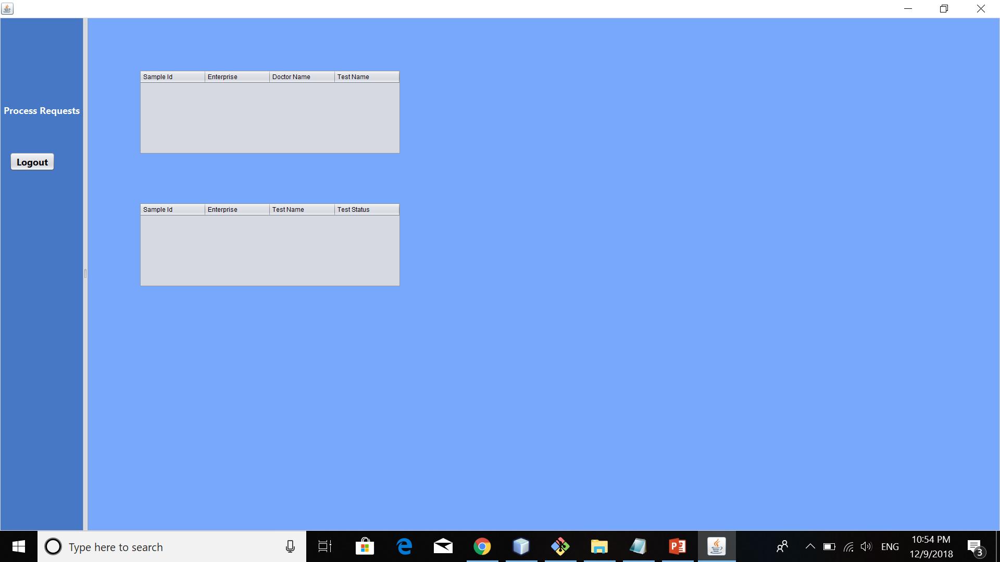 Process Requests
Logout
Sample Id Enterprise Doctor Name Test Name
Sample Id Enterprise Test Name Test Status
Type here to search
ENG
10:54 PM
12/9/2018
3